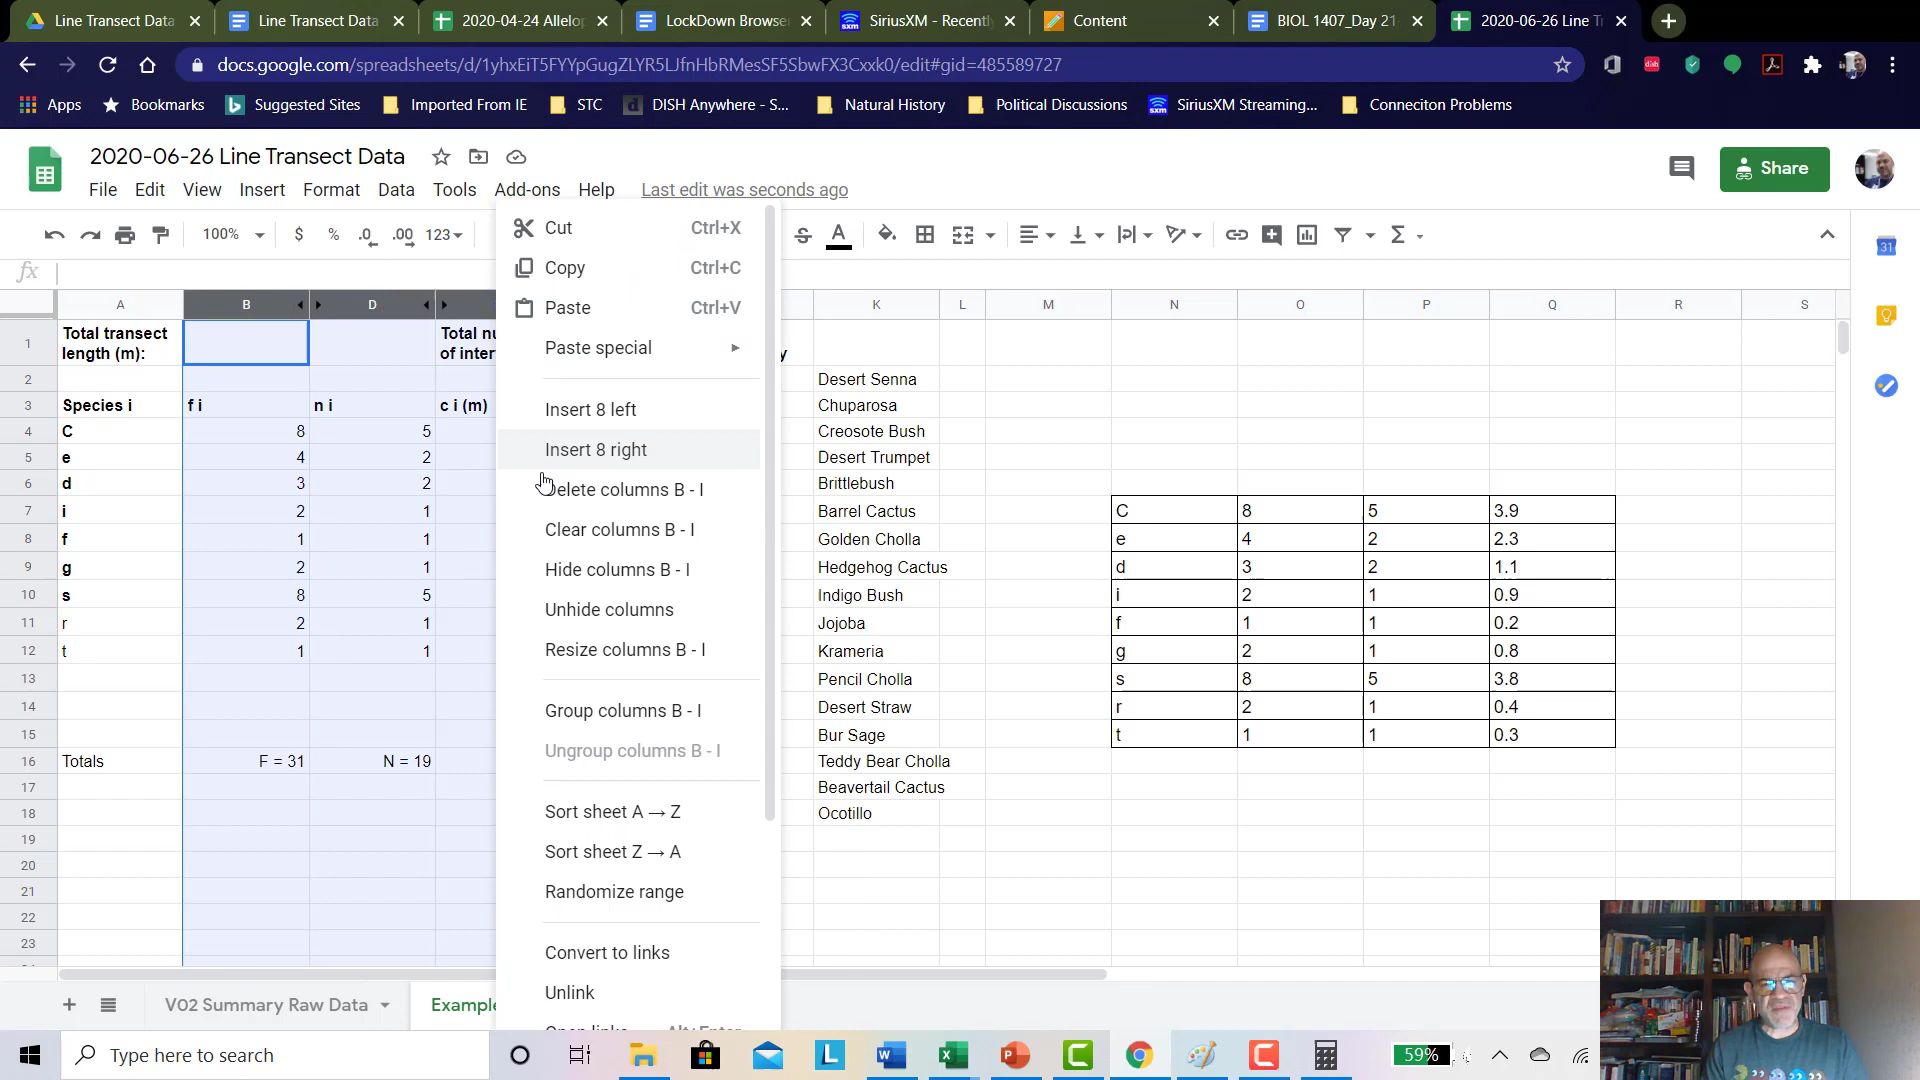 Line Transect Data
Line Transect Data
2020-04-24 Allelop
LockDown Browser
SiriusXM - Recently
Content
BIOL 1407_Day 21
2020-06-26 Line Tr
docs.google.com/spreadsheets/d/1yhxEiT5FYYpGugZLYR5LJfnHbRMesSF5SbwFX3Cxxk0/edit#gid=485589727
Apps
Bookmarks
Suggested Sites
Imported From IE
STC
DISH Anywhere - S...
Natural History
Political Discussions
SiriusXM Streaming...
Conneciton Problems
2020-06-26 Line Transect Data
File Edit View Insert Format Data Tools Add-ons Help Last edit was seconds ago
Share
100% $ % .0 .00 123
fx
A B D K L M N O P Q R S
1 Total transect length (m): Total nu of inter y
2 Desert Senna
3 Species i f i n i c i (m) Chuparosa
4 C 8 5 Creosote Bush
5 e 4 2 Desert Trumpet
6 d 3 2 Brittlebush
7 i 2 1 Barrel Cactus C 8 5 3.9
8 f 1 1 Golden Cholla e 4 2 2.3
9 g 2 1 Hedgehog Cactus d 3 2 1.1
10 s 8 5 Indigo Bush i 2 1 0.9
11 r 2 1 Jojoba f 1 1 0.2
12 t 1 1 Krameria g 2 1 0.8
13 Pencil Cholla s 8 5 3.8
14 Desert Straw r 2 1 0.4
15 Bur Sage t 1 1 0.3
16 Totals F = 31 N = 19 Teddy Bear Cholla
17 Beavertail Cactus
18 Ocotillo
19
20
21
22
23
Cut Ctrl+X
Copy Ctrl+C
Paste Ctrl+V
Paste special
Insert 8 left
Insert 8 right
Delete columns B - I
Clear columns B - I
Hide columns B - I
Unhide columns
Resize columns B - I
Group columns B - I
Ungroup columns B - I
Sort sheet A → Z
Sort sheet Z → A
Randomize range
Convert to links
Unlink
Open links Alt+Enter
V02 Summary Raw Data
Example
Type here to search
59%